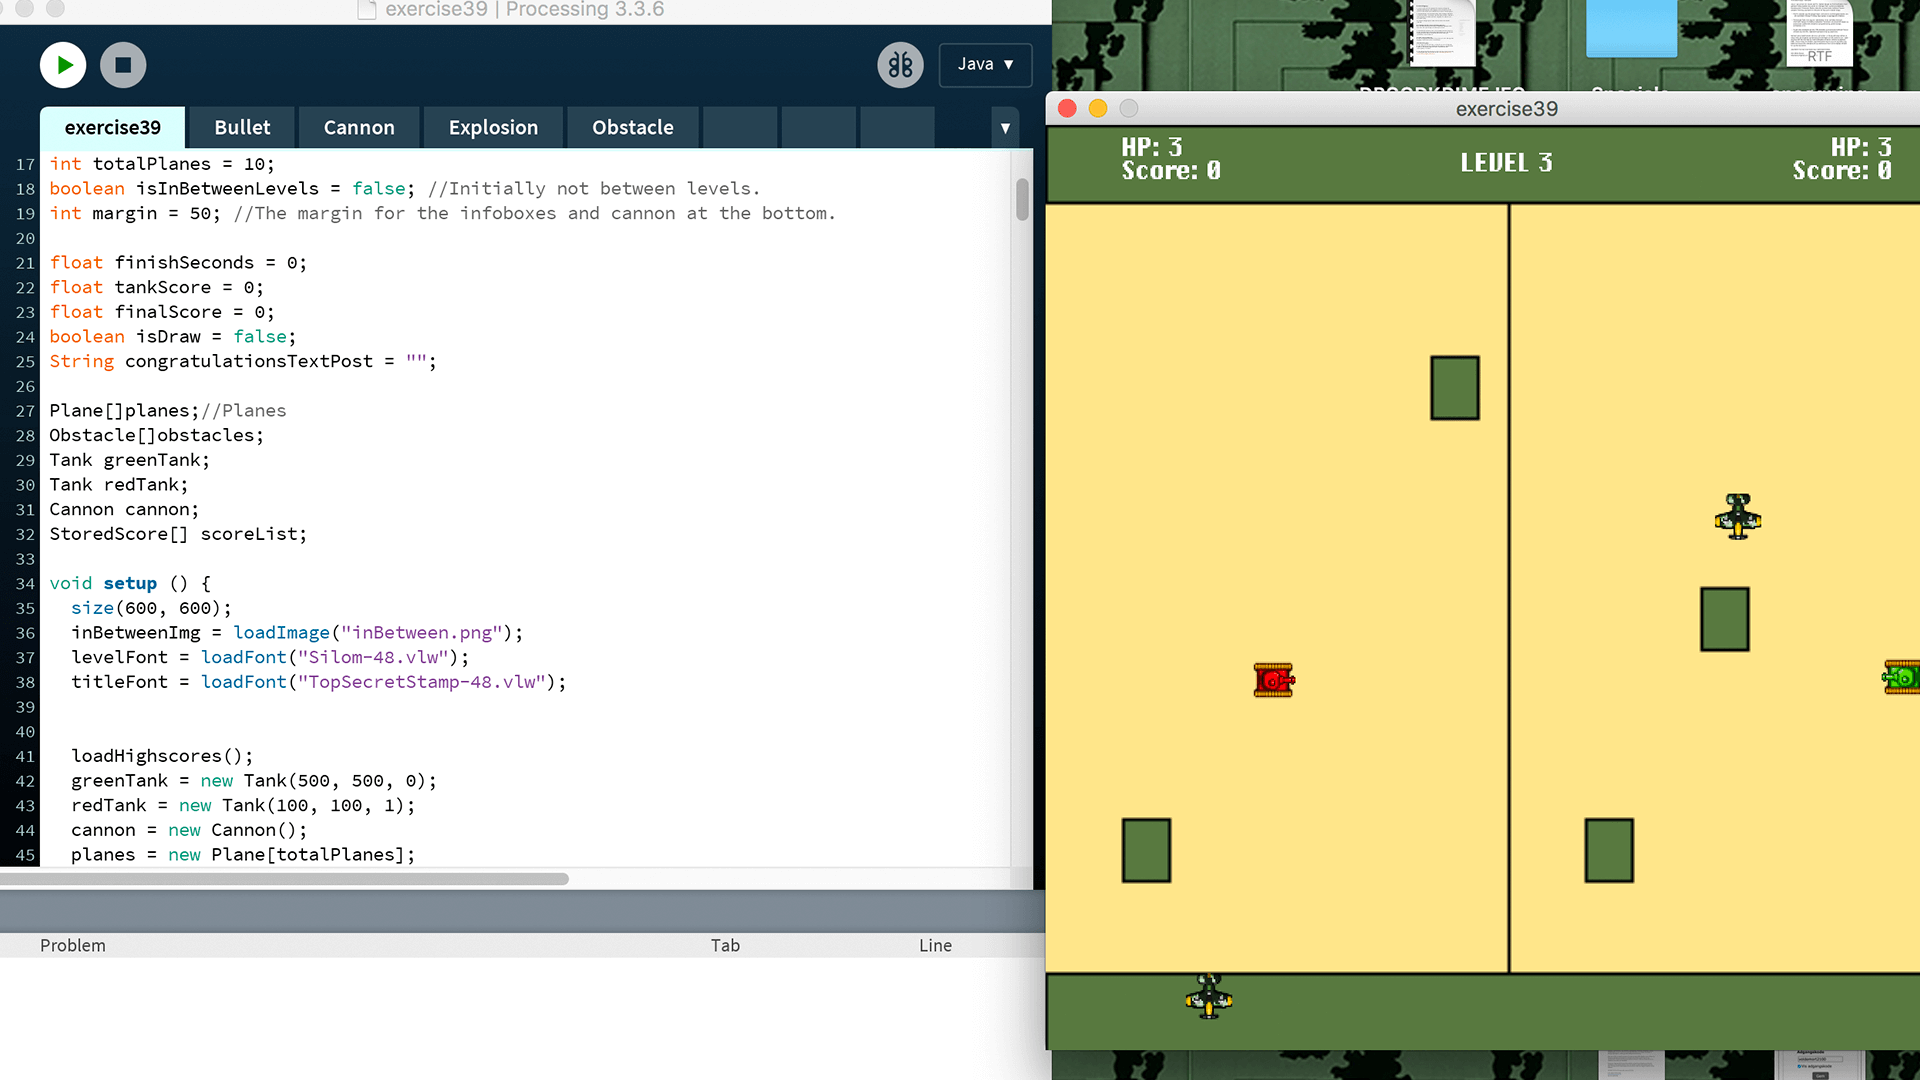 exercise39 | Processing 3.3.6
Java ▼
exercise39 Bullet Cannon Explosion Obstacle ▼
17 int totalPlanes = 10;
18 boolean isInBetweenLevels = false; //Initially not between levels.
19 int margin = 50; //The margin for the infoboxes and cannon at the bottom.
20
21 float finishSeconds = 0;
22 float tankScore = 0;
23 float finalScore = 0;
24 boolean isDraw = false;
25 String congratulationsTextPost = "";
26
27 Plane[]planes;//Planes
28 Obstacle[]obstacles;
29 Tank greenTank;
30 Tank redTank;
31 Cannon cannon;
32 StoredScore[] scoreList;
33
34 void setup () {
35 size(600, 600);
36 inBetweenImg = loadImage("inBetween.png");
37 levelFont = loadFont("Silom-48.vlw");
38 titleFont = loadFont("TopSecretStamp-48.vlw");
39
40
41 loadHighscores();
42 greenTank = new Tank(500, 500, 0);
43 redTank = new Tank(100, 100, 1);
44 cannon = new Cannon();
45 planes = new Plane[totalPlanes];
Problem Tab Line
RTF
exercise39
HP: 3
Score: 0
LEVEL 3
HP: 3
Score: 0